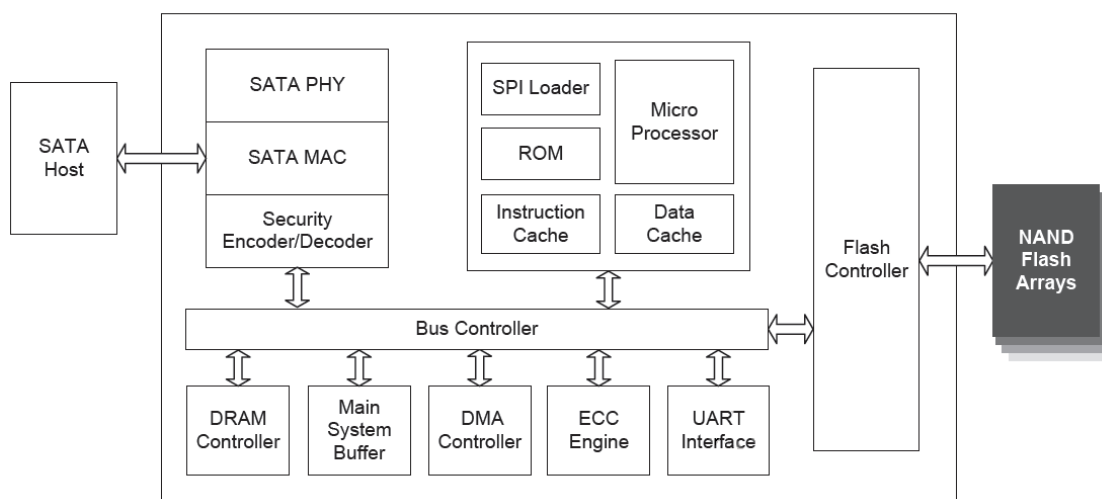 SATA
Host
SATA PHY
SATA MAC
Security
Encoder/Decoder
SPI Loader
ROM
Instruction
Cache
Micro
Processor
Data
Cache
Flash
Controller
NAND
Flash
Arrays
Bus Controller
DRAM
Controller
Main
System
Buffer
DMA
Controller
ECC
Engine
UART
Interface